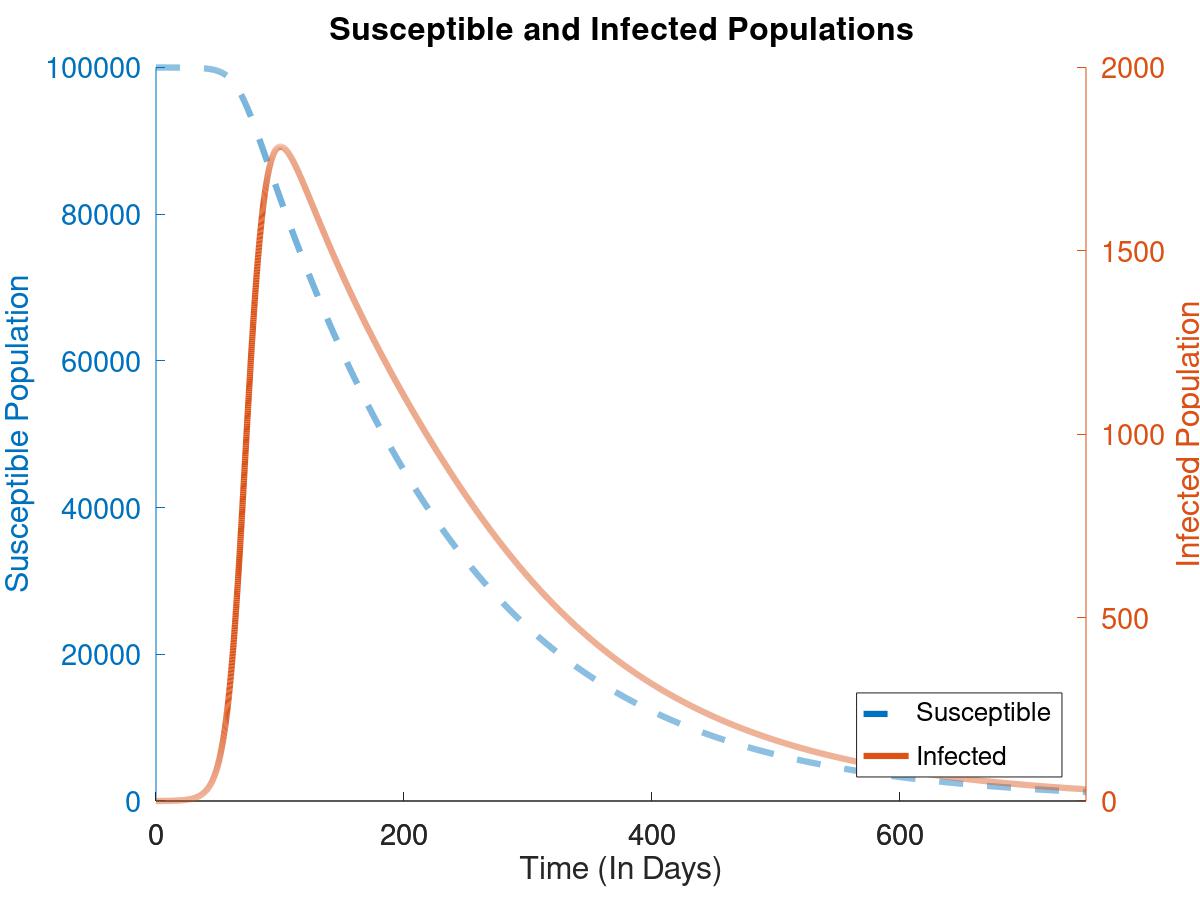 Susceptible and Infected Populations
100000
80000
60000
40000
20000
0
Susceptible Population
2000
1500
1000
500
0
Infected Population
Susceptible
Infected
0 200 400 600
Time (In Days)